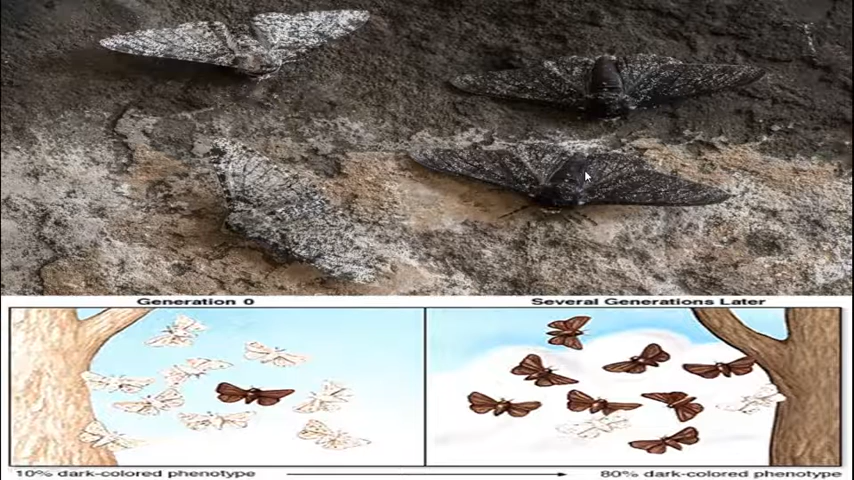 Generation 0
Several Generations Later
10% dark-colored phenotype
80% dark-colored phenotype